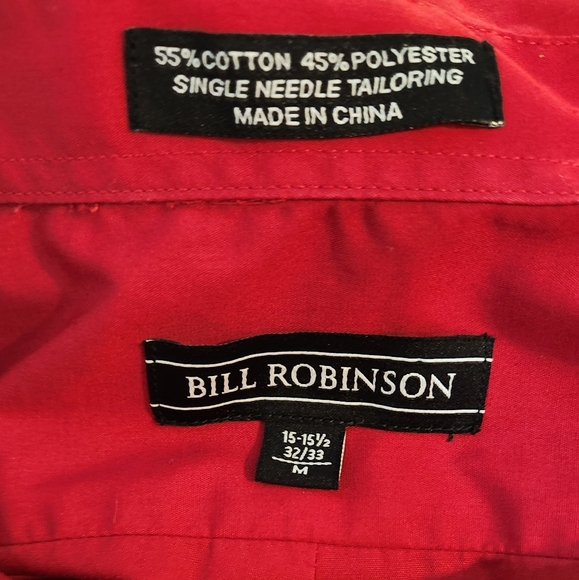 55%COTTON 45%POLYESTER
SINGLE NEEDLE TAILORING
MADE IN CHINA
BILL ROBINSON
15-15½
32/33
M